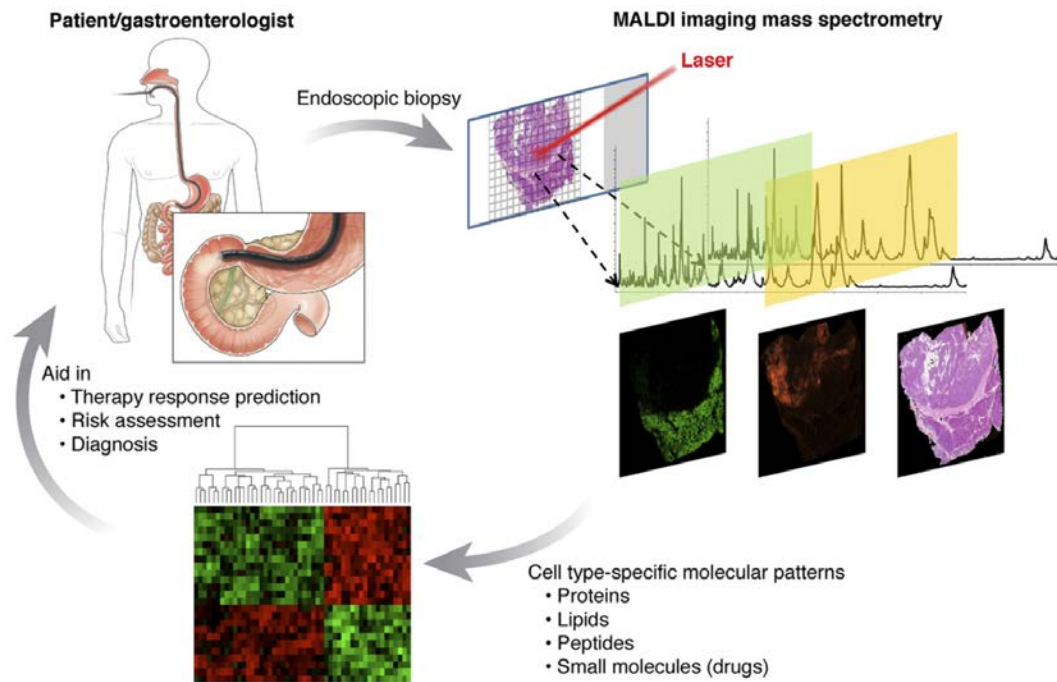 Patient/gastroenterologist
MALDI imaging mass spectrometry
Laser
Endoscopic biopsy
Aid in
• Therapy response prediction
• Risk assessment
• Diagnosis
Cell type-specific molecular patterns
• Proteins
• Lipids
• Peptides
• Small molecules (drugs)